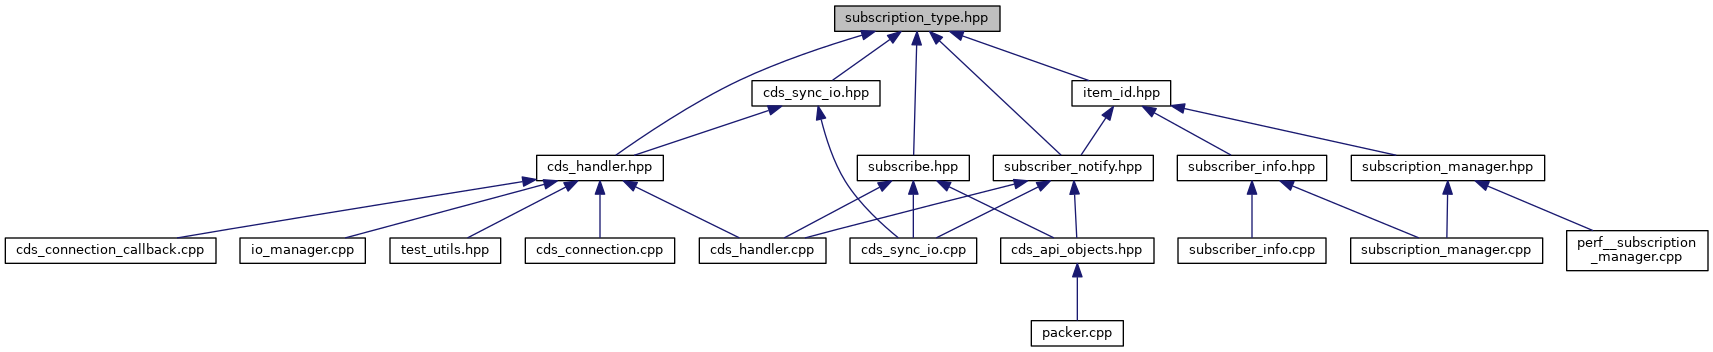 subscription_type.hpp
cds_sync_io.hpp
item_id.hpp
cds_handler.hpp
subscribe.hpp
subscriber_notify.hpp
subscriber_info.hpp
subscription_manager.hpp
cds_connection_callback.cpp
io_manager.cpp
test_utils.hpp
cds_connection.cpp
cds_handler.cpp
cds_sync_io.cpp
cds_api_objects.hpp
subscriber_info.cpp
subscription_manager.cpp
perf__subscription
_manager.cpp
packer.cpp